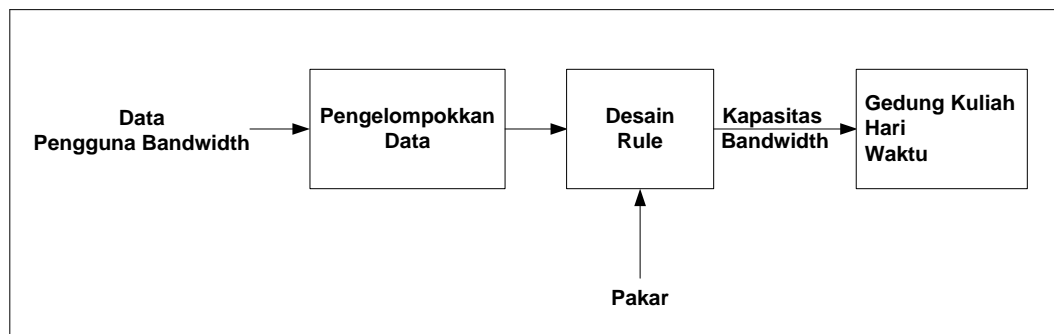 Data
Pengguna Bandwidth
Pengelompokkan
Data
Desain
Rule
Kapasitas
Bandwidth
Gedung Kuliah
Hari
Waktu
Pakar